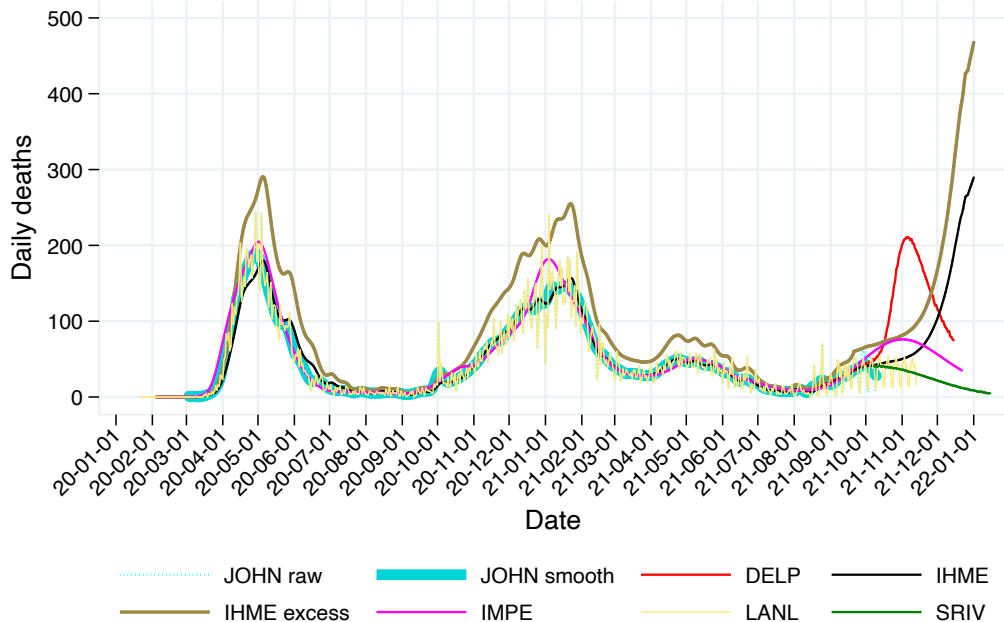 500
400
300
200
100
0
Daily deaths
20-01-01 20-02-01 20-03-01 20-04-01 20-05-01 20-06-01 20-07-01 20-08-01 20-09-01 20-10-01 20-11-01 20-12-01 21-01-01 21-02-01 21-03-01 21-04-01 21-05-01 21-06-01 21-07-01 21-08-01 21-09-01 21-10-01 21-11-01 21-12-01 22-01-01
Date
JOHN raw JOHN smooth DELP IHME
IHME excess IMPE LANL SRIV